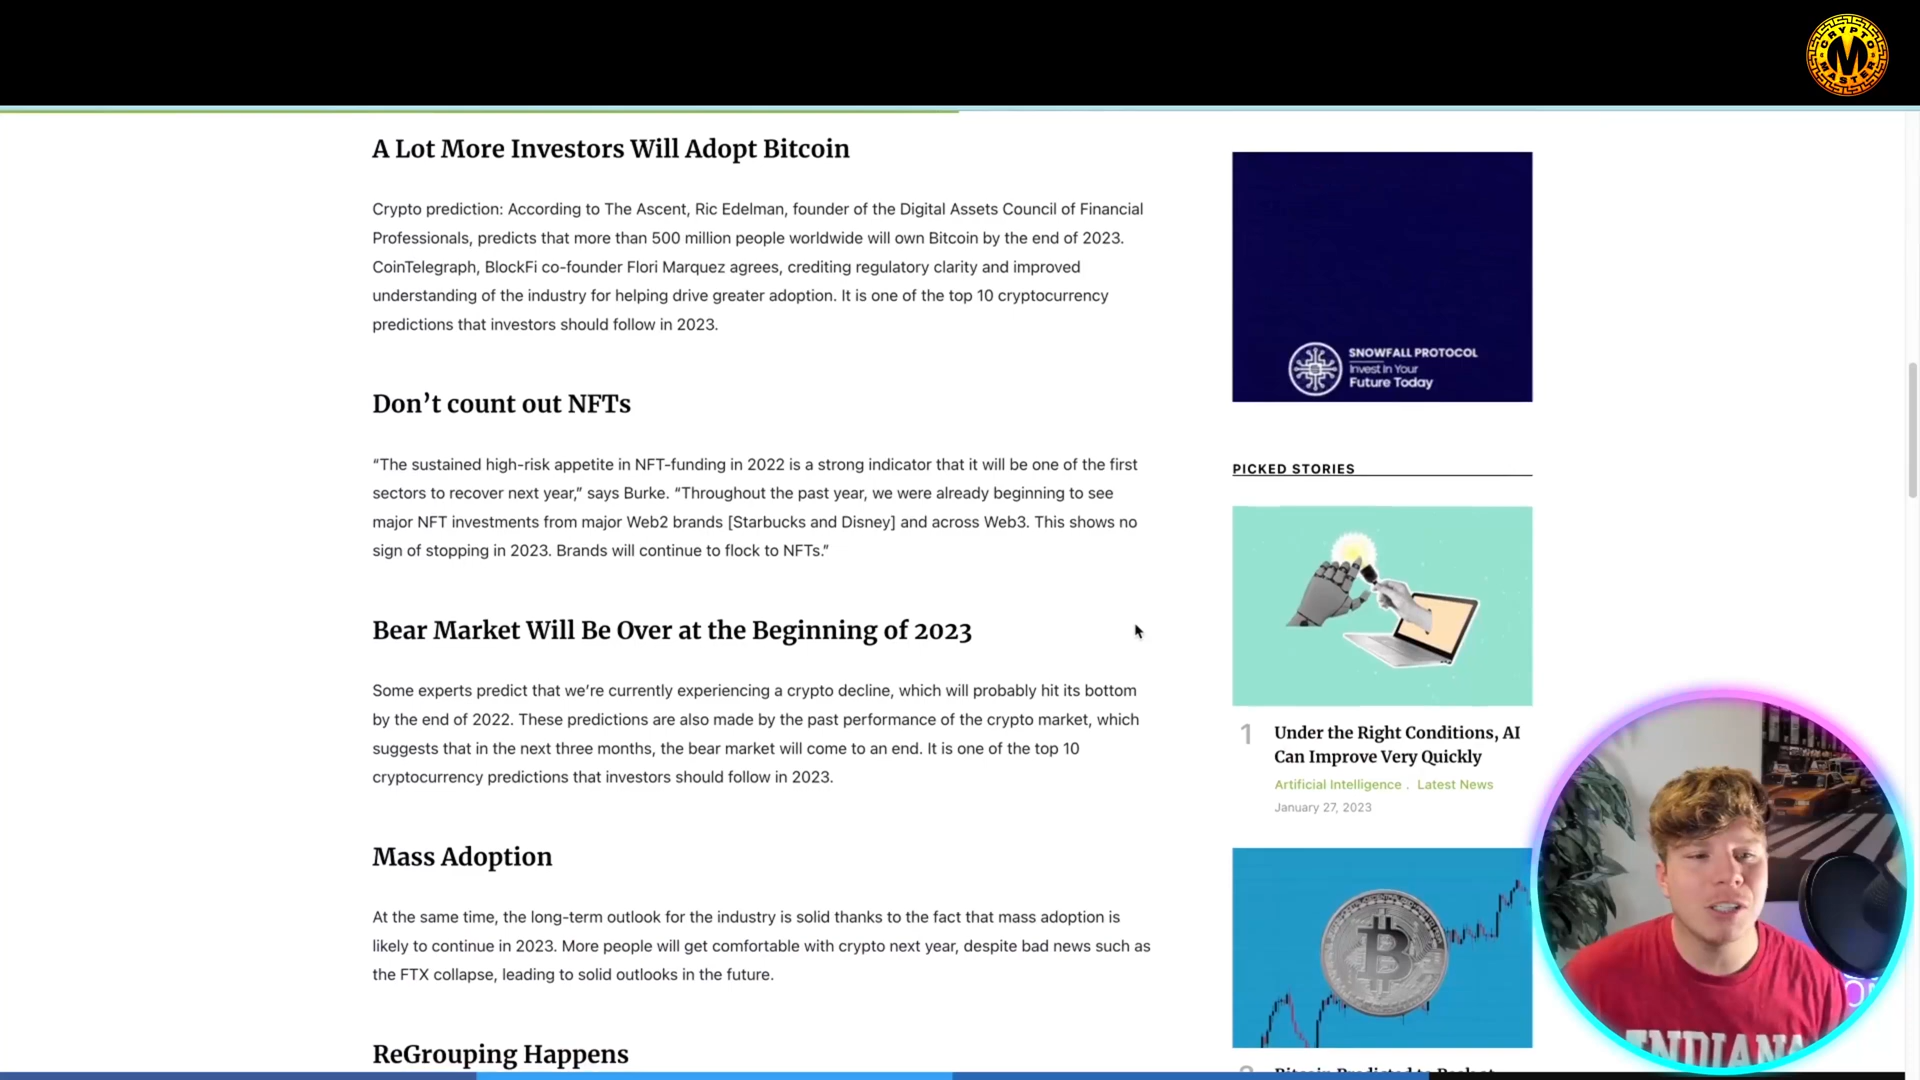 CRYPTO
M
MASTER
A Lot More Investors Will Adopt Bitcoin
Crypto prediction: According to The Ascent, Ric Edelman, founder of the Digital Assets Council of Financial
Professionals, predicts that more than 500 million people worldwide will own Bitcoin by the end of 2023.
CoinTelegraph, BlockFi co-founder Flori Marquez agrees, crediting regulatory clarity and improved
understanding of the industry for helping drive greater adoption. It is one of the top 10 cryptocurrency
predictions that investors should follow in 2023.
Don’t count out NFTs
“The sustained high-risk appetite in NFT-funding in 2022 is a strong indicator that it will be one of the first
sectors to recover next year,” says Burke. “Throughout the past year, we were already beginning to see
major NFT investments from major Web2 brands [Starbucks and Disney] and across Web3. This shows no
sign of stopping in 2023. Brands will continue to flock to NFTs.”
Bear Market Will Be Over at the Beginning of 2023
Some experts predict that we’re currently experiencing a crypto decline, which will probably hit its bottom
by the end of 2022. These predictions are also made by the past performance of the crypto market, which
suggests that in the next three months, the bear market will come to an end. It is one of the top 10
cryptocurrency predictions that investors should follow in 2023.
Mass Adoption
At the same time, the long-term outlook for the industry is solid thanks to the fact that mass adoption is
likely to continue in 2023. More people will get comfortable with crypto next year, despite bad news such as
the FTX collapse, leading to solid outlooks in the future.
ReGrouping Happens
SNOWFALL PROTOCOL
Invest In Your
Future Today
PICKED STORIES
1
Under the Right Conditions, AI
Can Improve Very Quickly
Artificial Intelligence . Latest News
January 27, 2023
Bitcoin Predicted to
INDIANA